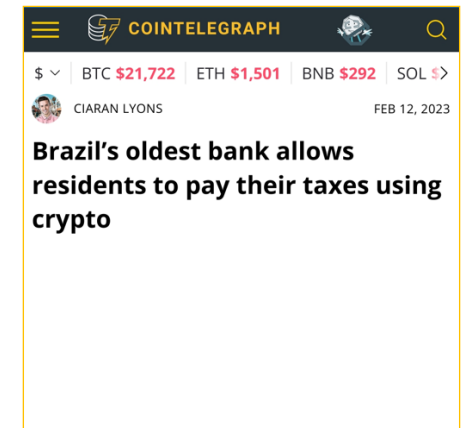 COINTELEGRAPH
$ BTC $21,722 ETH $1,501 BNB $292 SOL $
CIARAN LYONS FEB 12, 2023
Brazil’s oldest bank allows
residents to pay their taxes using
crypto